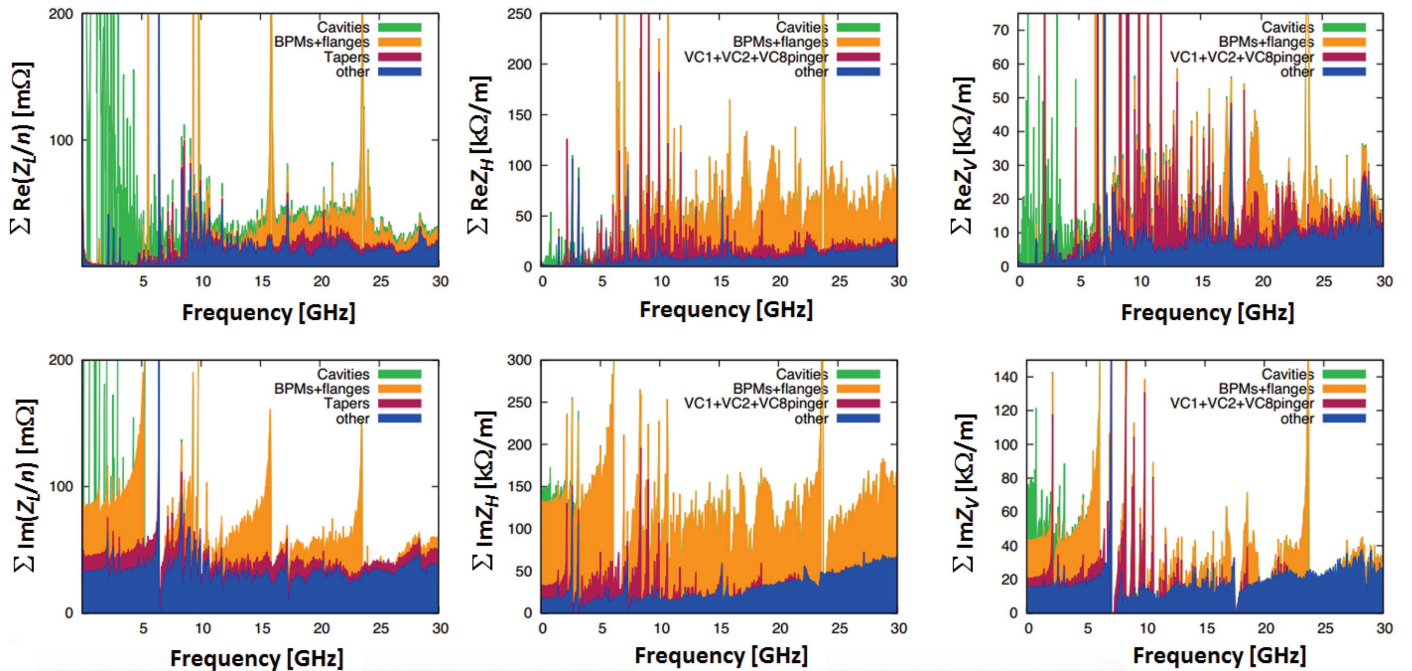 Σ Re(Z_L/n) [mΩ]
200
100
0
Cavities
BPMs+flanges
Tapers
other
5 10 15 20 25 30
Frequency [GHz]
Σ ReZ_H [kΩ/m]
250
200
150
100
50
0
Cavities
BPMs+flanges
VC1+VC2+VC8pinger
other
0 5 10 15 20 25 30
Frequency [GHz]
Σ ReZ_V [kΩ/m]
70
60
50
40
30
20
10
0
Cavities
BPMs+flanges
VC1+VC2+VC8pinger
other
0 5 10 15 20 25 30
Frequency [GHz]
Σ Im(Z_L/n) [mΩ]
200
100
0
Cavities
BPMs+flanges
Tapers
other
5 10 15 20 25 30
Frequency [GHz]
Σ ImZ_H [kΩ/m]
300
250
200
150
100
50
0
Cavities
BPMs+flanges
VC1+VC2+VC8pinger
other
0 5 10 15 20 25 30
Frequency [GHz]
Σ ImZ_V [kΩ/m]
140
120
100
80
60
40
20
0
Cavities
BPMs+flanges
VC1+VC2+VC8pinger
other
0 5 10 15 20 25 30
Frequency [GHz]